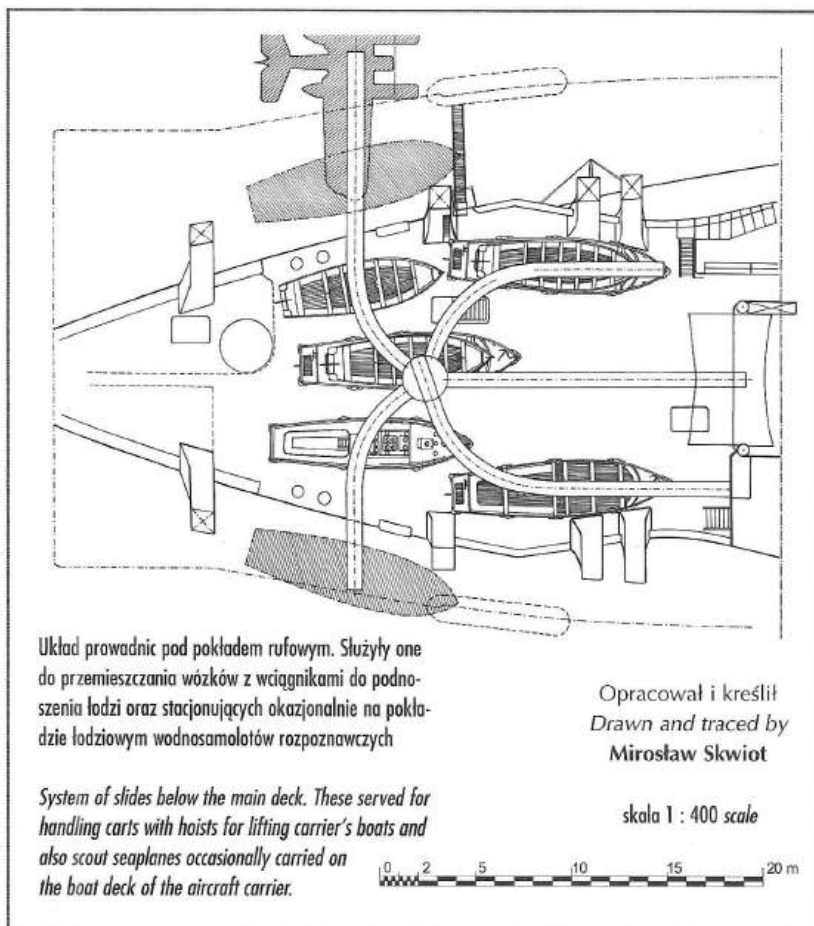 Układ prowadnic pod pokładem rufowym. Służyły one
do przemieszczania wózków z wciągnikami do podno-
szenia łodzi oraz stacjonujących okazjonalnie na pokła-
dzie łodziowym wodnosamolotów rozpoznawczych
System of slides below the main deck. These served for
handling carts with hoists for lifting carrier's boats and
also scout seaplanes occasionally carried on
the boat deck of the aircraft carrier.
Opracował i kreślił
Drawn and traced by
Mirosław Skwiot
skala 1 : 400 scale
0 2 5 10 15 20 m